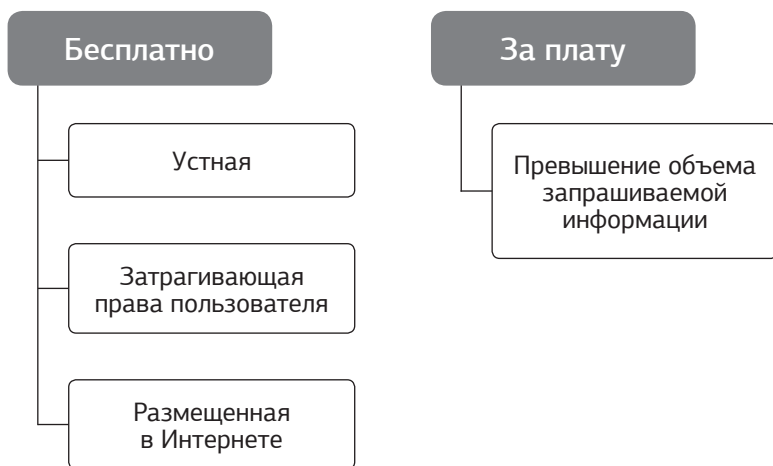 Бесплатно
Устная
Затрагивающая
права пользователя
Размещенная
в Интернете
За плату
Превышение объема
запрашиваемой
информации